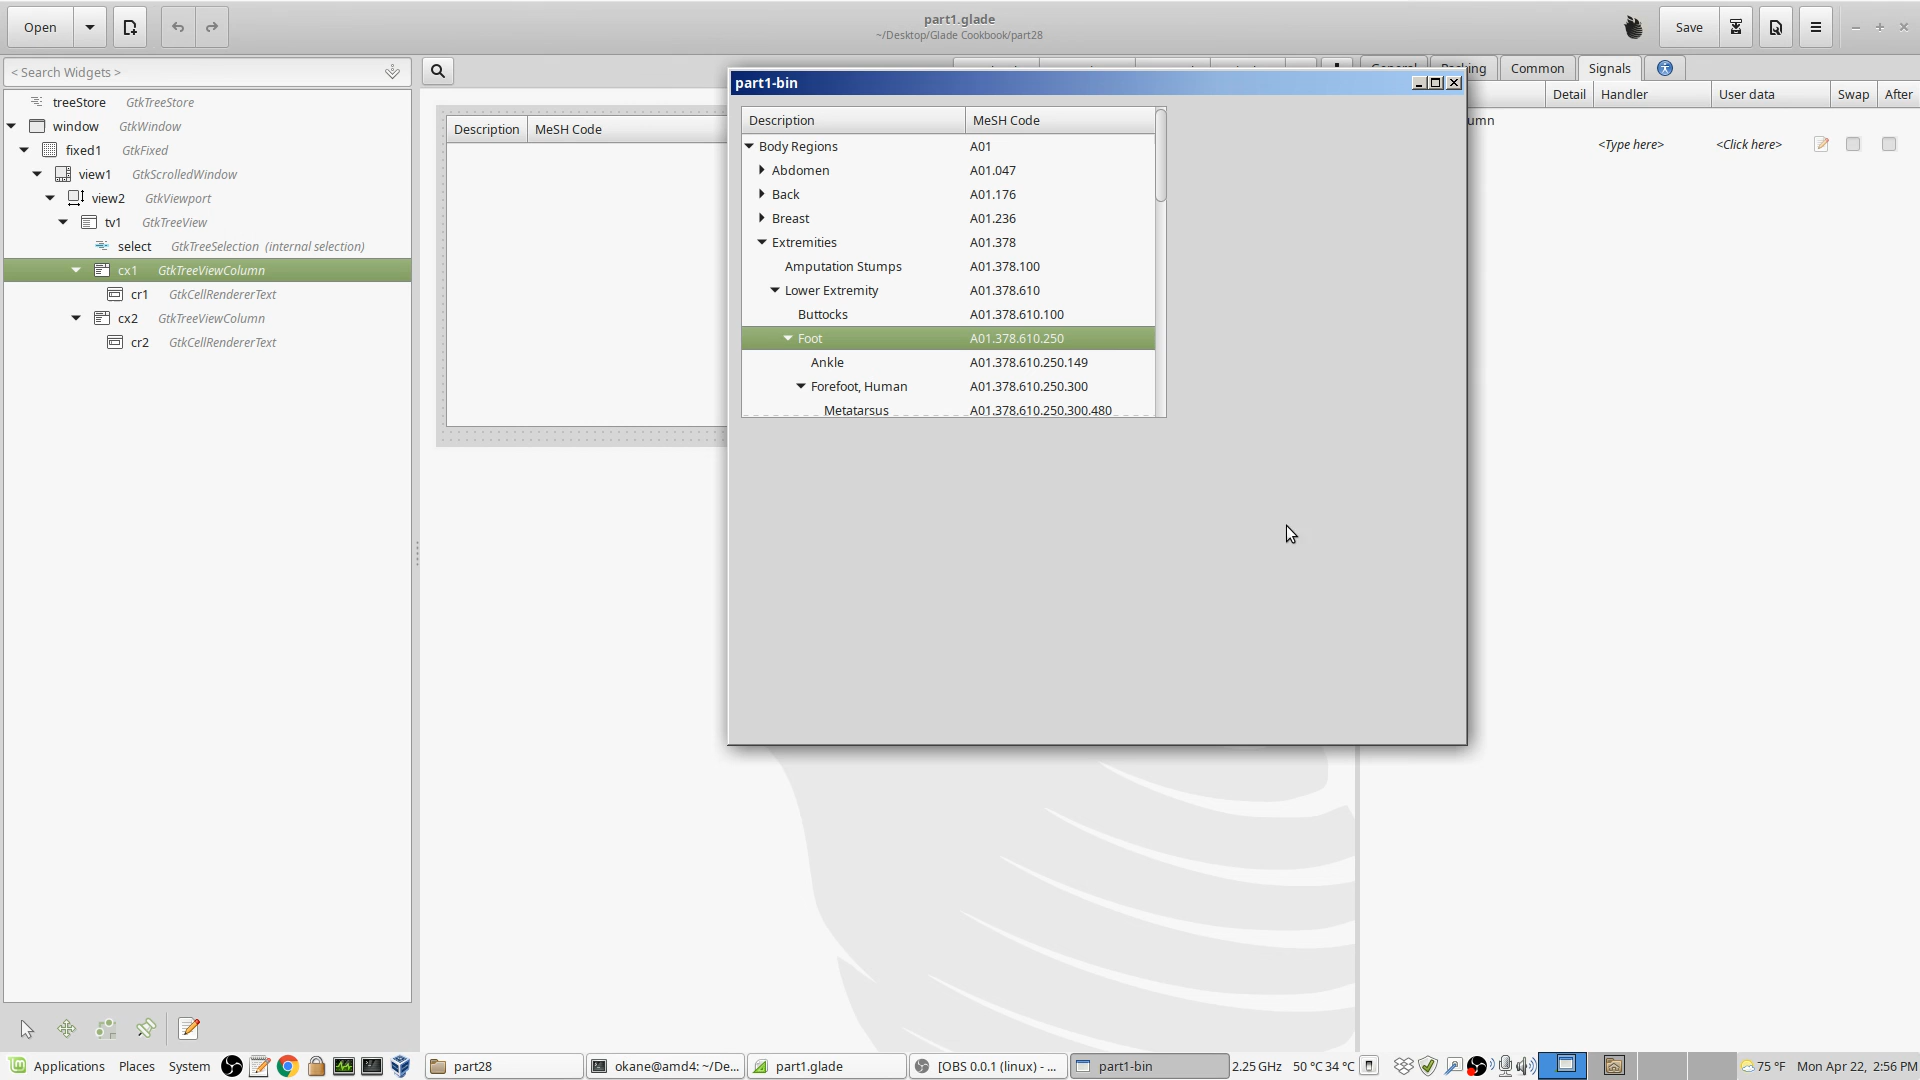 Open
part1.glade
~/Desktop/Glade Cookbook/part28
Save
< Search Widgets >
treeStore GtkTreeStore
window GtkWindow
fixed1 GtkFixed
view1 GtkScrolledWindow
view2 GtkViewport
tv1 GtkTreeView
select GtkTreeSelection (internal selection)
cx1 GtkTreeViewColumn
cr1 GtkCellRendererText
cx2 GtkTreeViewColumn
cr2 GtkCellRendererText
Description MeSH Code
part1-bin
Description MeSH Code
Body Regions A01
Abdomen A01.047
Back A01.176
Breast A01.236
Extremities A01.378
Amputation Stumps A01.378.100
Lower Extremity A01.378.610
Buttocks A01.378.610.100
Foot A01.378.610.250
Ankle A01.378.610.250.149
Forefoot, Human A01.378.610.250.300
Metatarsus A01.378.610.250.300.480
Common Signals
Detail Handler User data Swap After
umn
<Type here> <Click here>
Applications Places System part28 okane@amd4: ~/De... part1.glade [OBS 0.0.1 (linux) - ... part1-bin 2.25 GHz 50 °C 34 °C 75 °F Mon Apr 22, 2:56 PM